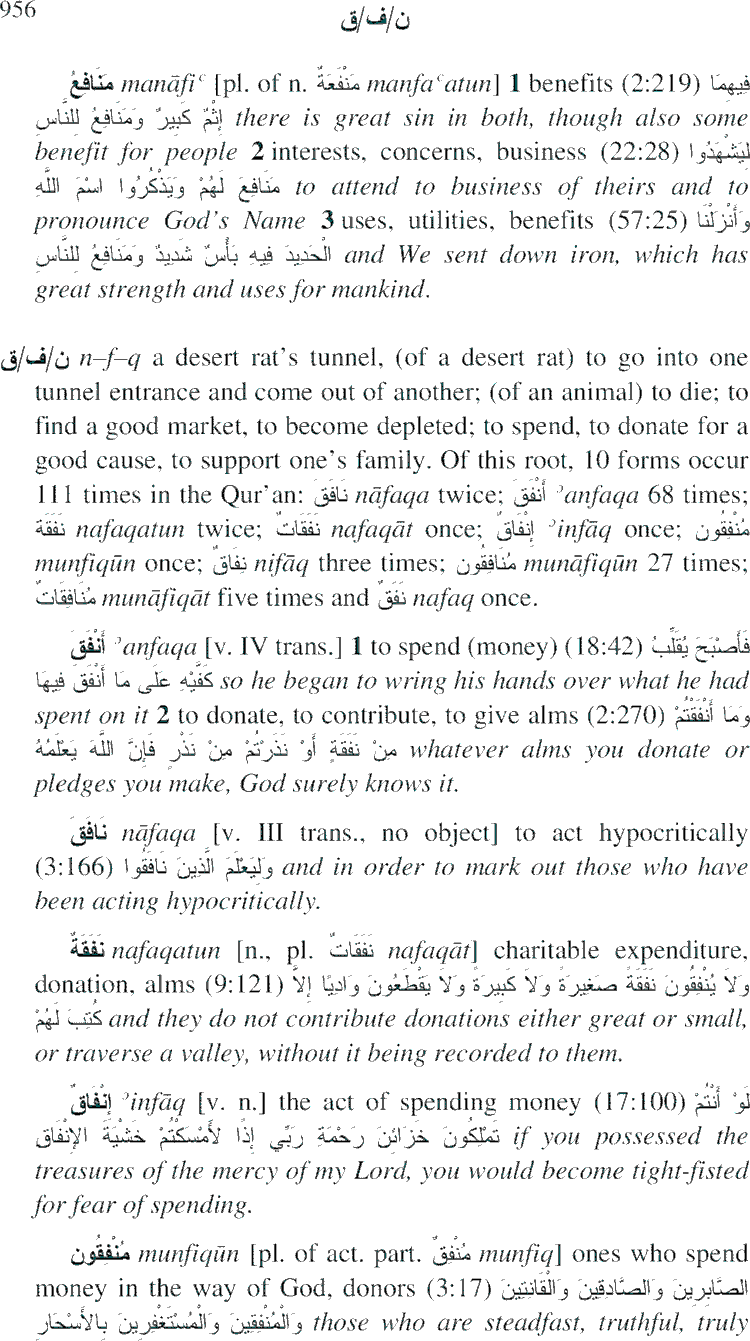 956
ن/ف/ق
مَنَافِعُ manāfiʿ [pl. of n. مَنْفَعَةٌ manfaʿatun] 1 benefits (2:219) فِيهِمَا
إِثْمٌ كَبِيرٌ وَمَنَافِعُ لِلنَّاسِ there is great sin in both, though also some
benefit for people 2 interests, concerns, business (22:28) لِيَشْهَدُوا
مَنَافِعَ لَهُمْ وَيَذْكُرُوا اسْمَ اللَّهِ to attend to business of theirs and to
pronounce God's Name 3 uses, utilities, benefits (57:25) وَأَنْزَلْنَا
الْحَدِيدَ فِيهِ بَأْسٌ شَدِيدٌ وَمَنَافِعُ لِلنَّاسِ and We sent down iron, which has
great strength and uses for mankind.
ن/ف/ق n–f–q a desert rat's tunnel, (of a desert rat) to go into one
tunnel entrance and come out of another; (of an animal) to die; to
find a good market, to become depleted; to spend, to donate for a
good cause, to support one's family. Of this root, 10 forms occur
111 times in the Qur'an: نَافَقَ nāfaqa twice; أَنْفَقَ ʾanfaqa 68 times;
نَفَقَة nafaqatun twice; نَفَقَاتٌ nafaqāt once; إِنْفَاقٌ ʾinfāq once; مُنْفِقُون
munfiqūn once; نِفَاقٌ nifāq three times; مُنَافِقُون munāfiqūn 27 times;
مُنَافِقَاتٌ munāfiqāt five times and نَفَقٌ nafaq once.
أَنْفَقَ ʾanfaqa [v. IV trans.] 1 to spend (money) (18:42) فَأَصْبَحَ يُقَلِّبُ
كَفَّيْهِ عَلَى مَا أَنْفَقَ فِيهَا so he began to wring his hands over what he had
spent on it 2 to donate, to contribute, to give alms (2:270) وَمَا أَنْفَقْتُمْ
مِنْ نَفَقَةٍ أَوْ نَذَرْتُمْ مِنْ نَذْرٍ فَإِنَّ اللَّهَ يَعْلَمُهُ whatever alms you donate or
pledges you make, God surely knows it.
نَافَقَ nāfaqa [v. III trans., no object] to act hypocritically
(3:166) وَلِيَعْلَمَ الَّذِينَ نَافَقُوا and in order to mark out those who have
been acting hypocritically.
نَفَقَةٌ nafaqatun [n., pl. نَفَقَاتٌ nafaqāt] charitable expenditure,
donation, alms (9:121) وَلاَ يُنْفِقُونَ نَفَقَةً صَغِيرَةً وَلاَ كَبِيرَةً وَلاَ يَقْطَعُونَ وَادِيًا إِلاَّ
كُتِبَ لَهُمْ and they do not contribute donations either great or small,
or traverse a valley, without it being recorded to them.
إِنْفَاقٌ ʾinfāq [v. n.] the act of spending money (17:100) لَوْ أَنْتُمْ
تَمْلِكُونَ خَزَائِنَ رَحْمَةِ رَبِّي إِذًا لأَمْسَكْتُمْ خَشْيَةَ الإِنْفَاقِ if you possessed the
treasures of the mercy of my Lord, you would become tight-fisted
for fear of spending.
مُنْفِقُون munfiqūn [pl. of act. part. مُنْفِقٌ munfiq] ones who spend
money in the way of God, donors (3:17) الصَّابِرِينَ وَالصَّادِقِينَ وَالْقَانِتِينَ
وَالْمُنْفِقِينَ وَالْمُسْتَغْفِرِينَ بِالأَسْحَارِ those who are steadfast, truthful, truly